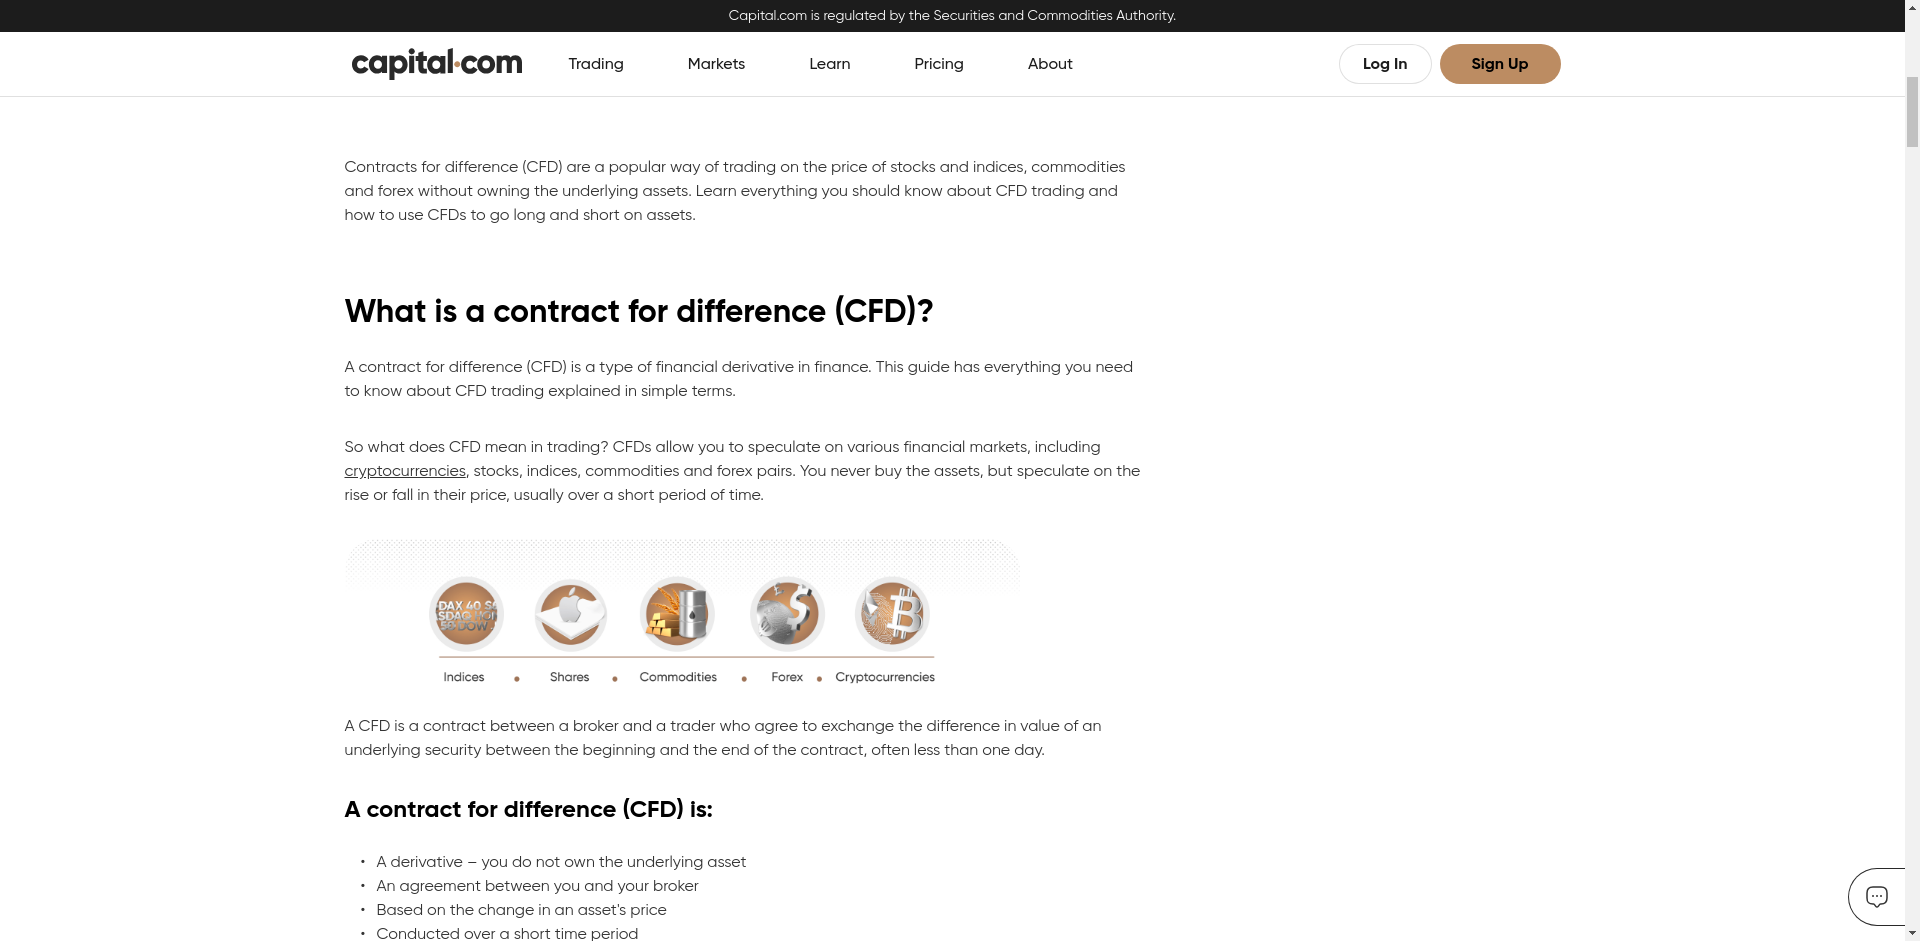 Capital.com is regulated by the Securities and Commodities Authority.
capital.com Trading Markets Learn Pricing About Log In Sign Up
Contracts for difference (CFD) are a popular way of trading on the price of stocks and indices, commodities
and forex without owning the underlying assets. Learn everything you should know about CFD trading and
how to use CFDs to go long and short on assets.
What is a contract for difference (CFD)?
A contract for difference (CFD) is a type of financial derivative in finance. This guide has everything you need
to know about CFD trading explained in simple terms.
So what does CFD mean in trading? CFDs allow you to speculate on various financial markets, including
cryptocurrencies, stocks, indices, commodities and forex pairs. You never buy the assets, but speculate on the
rise or fall in their price, usually over a short period of time.
DAX 40
Indices • Shares • Commodities • Forex • Cryptocurrencies
A CFD is a contract between a broker and a trader who agree to exchange the difference in value of an
underlying security between the beginning and the end of the contract, often less than one day.
A contract for difference (CFD) is:
• A derivative – you do not own the underlying asset
• An agreement between you and your broker
• Based on the change in an asset's price
• Conducted over a short time period